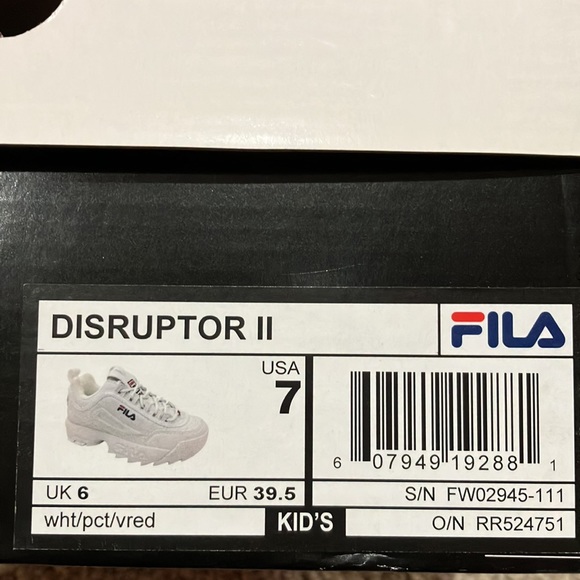 DISRUPTOR II
FILA
USA
7
FILA
6 07949 19288 1
UK 6
EUR 39.5
S/N FW02945-111
wht/pct/vred
KID'S
O/N RR524751